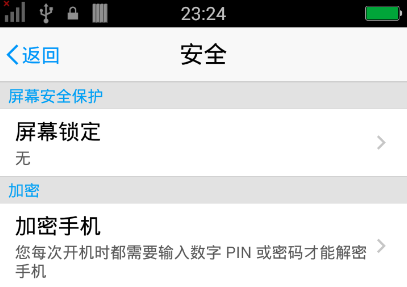 23:24
返回
安全
屏幕安全保护
屏幕锁定
无
加密
加密手机
您每次开机时都需要输入数字 PIN 或密码才能解密
手机